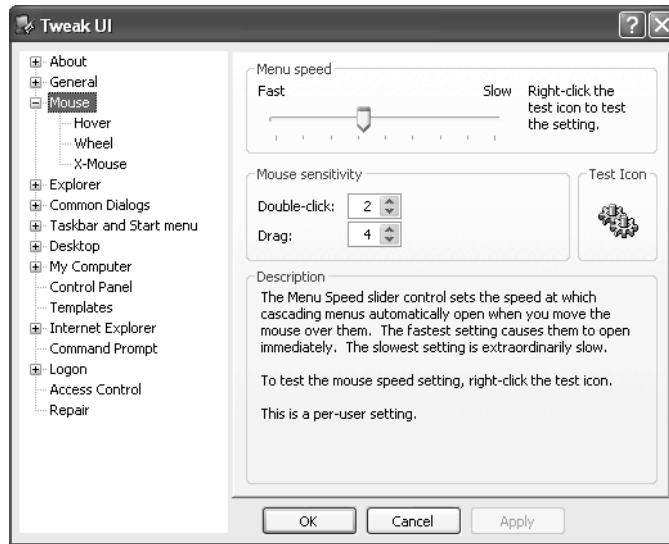 Tweak UI
About
General
Mouse
Hover
Wheel
X-Mouse
Explorer
Common Dialogs
Taskbar and Start menu
Desktop
My Computer
Control Panel
Templates
Internet Explorer
Command Prompt
Logon
Access Control
Repair
Menu speed
Fast
Slow
Right-click the
test icon to test
the setting.
Mouse sensitivity
Double-click: 2
Drag: 4
Test Icon
Description
The Menu Speed slider control sets the speed at which
cascading menus automatically open when you move the
mouse over them. The fastest setting causes them to open
immediately. The slowest setting is extraordinarily slow.
To test the mouse speed setting, right-click the test icon.
This is a per-user setting.
OK
Cancel
Apply